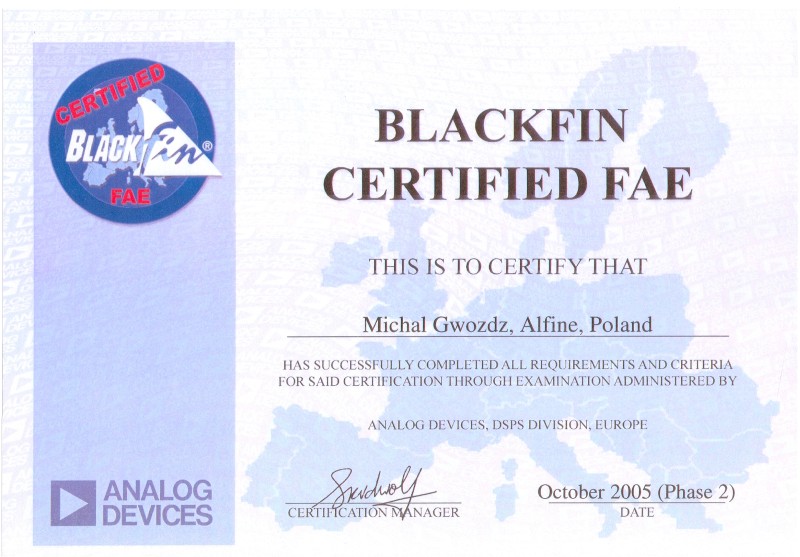 CERTIFIED
BLACKfin®
FAE
BLACKFIN
CERTIFIED FAE
THIS IS TO CERTIFY THAT
Michal Gwozdz, Alfine, Poland
HAS SUCCESSFULLY COMPLETED ALL REQUIREMENTS AND CRITERIA
FOR SAID CERTIFICATION THROUGH EXAMINATION ADMINISTERED BY
ANALOG DEVICES, DSPS DIVISION, EUROPE
ANALOG
DEVICES
CERTIFICATION MANAGER
October 2005 (Phase 2)
DATE